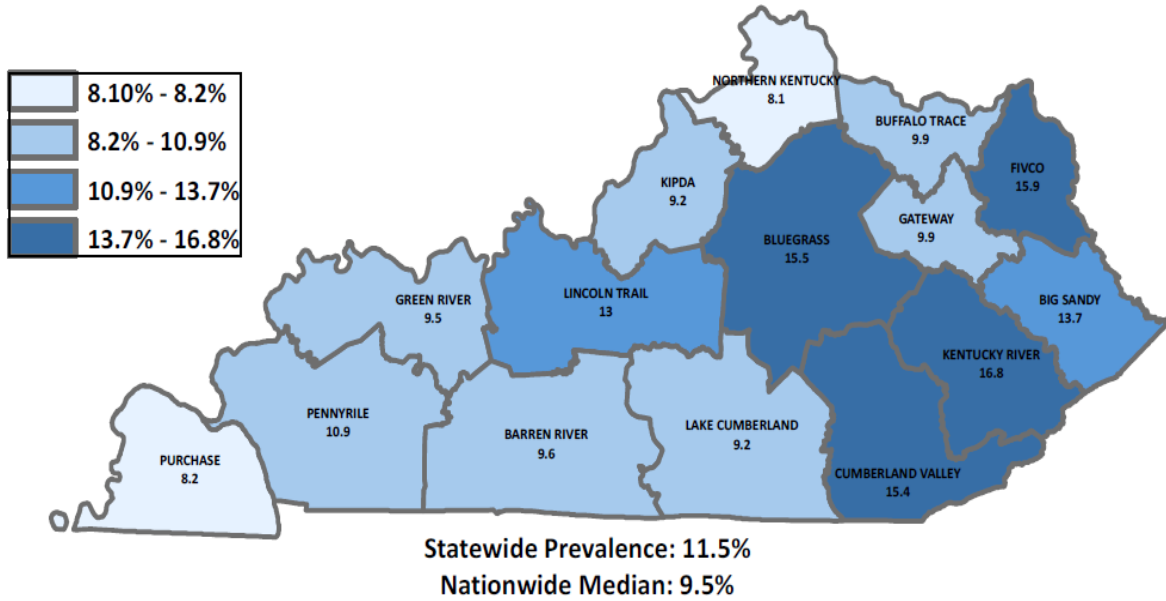 8.10% - 8.2%
8.2% - 10.9%
10.9% - 13.7%
13.7% - 16.8%
NORTHERN KENTUCKY
8.1
BUFFALO TRACE
9.9
FIVCO
15.9
KIPDA
9.2
GATEWAY
9.9
BLUEGRASS
15.5
GREEN RIVER
9.5
LINCOLN TRAIL
13
BIG SANDY
13.7
KENTUCKY RIVER
16.8
PENNYRILE
10.9
BARREN RIVER
9.6
LAKE CUMBERLAND
9.2
PURCHASE
8.2
CUMBERLAND VALLEY
15.4
Statewide Prevalence: 11.5%
Nationwide Median: 9.5%